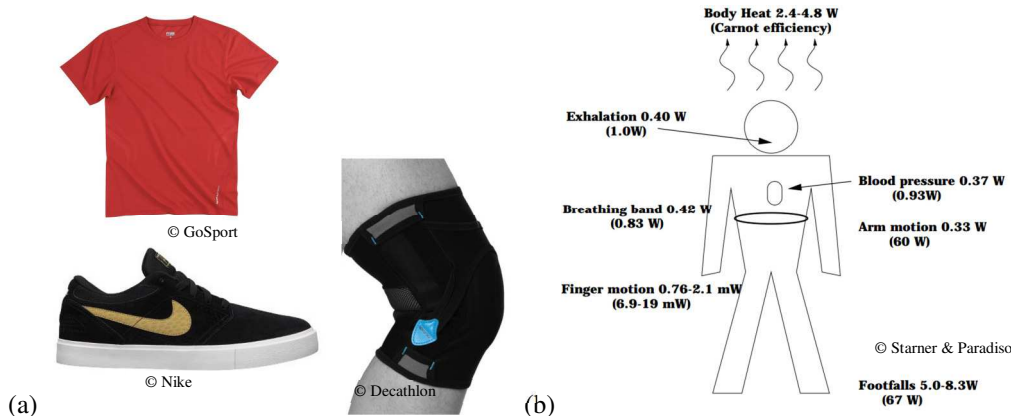 © GoSport
© Nike
© Decathlon
(a)
Body Heat 2.4-4.8 W
(Carnot efficiency)
Exhalation 0.40 W
(1.0W)
Blood pressure 0.37 W
(0.93W)
Breathing band 0.42 W
(0.83 W)
Arm motion 0.33 W
(60 W)
Finger motion 0.76-2.1 mW
(6.9-19 mW)
© Starner & Paradiso
Footfalls 5.0-8.3W
(67 W)
(b)